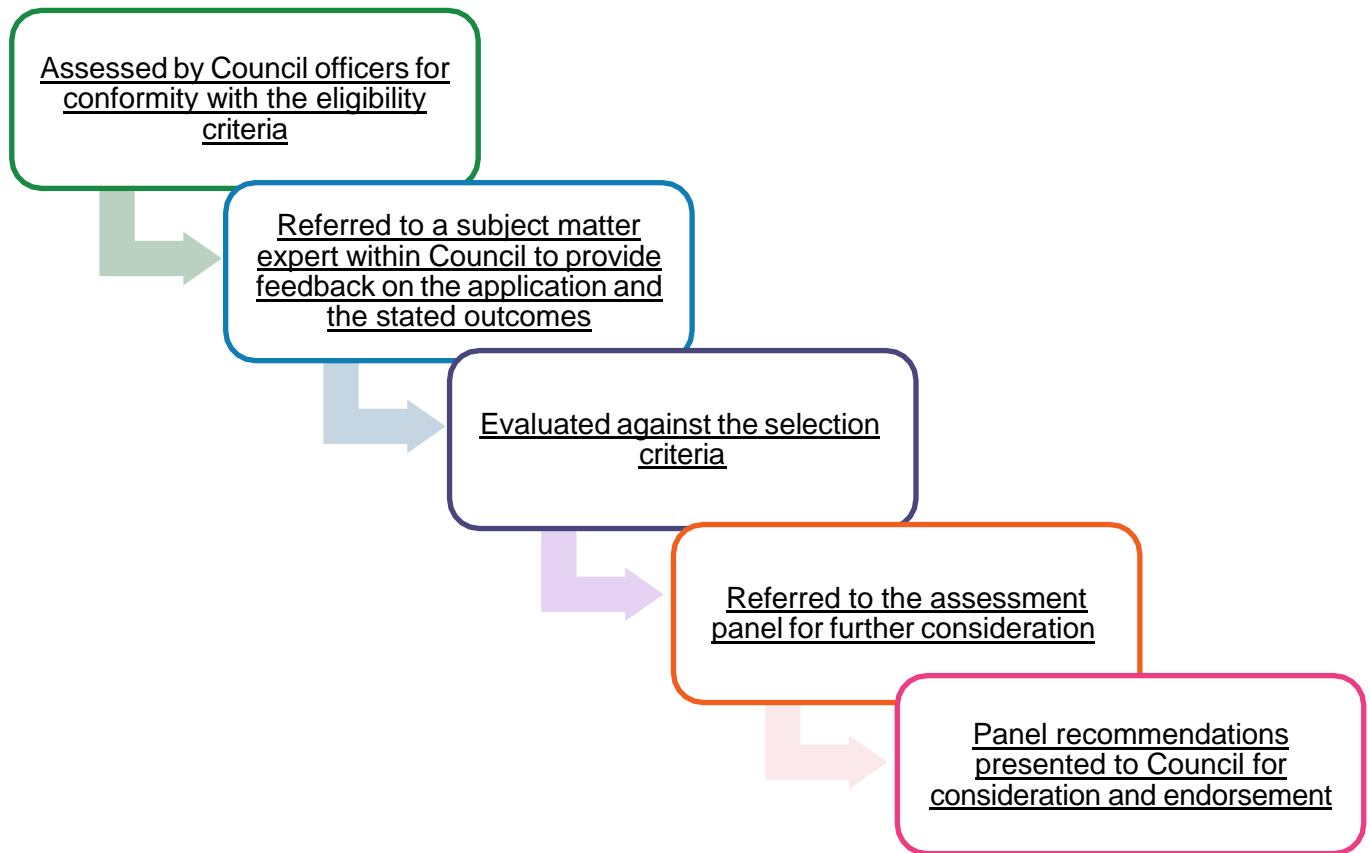 Assessed by Council officers for
conformity with the eligibility
criteria
Referred to a subject matter
expert within Council to provide
feedback on the application and
the stated outcomes
Evaluated against the selection
criteria
Referred to the assessment
panel for further consideration
Panel recommendations
presented to Council for
consideration and endorsement